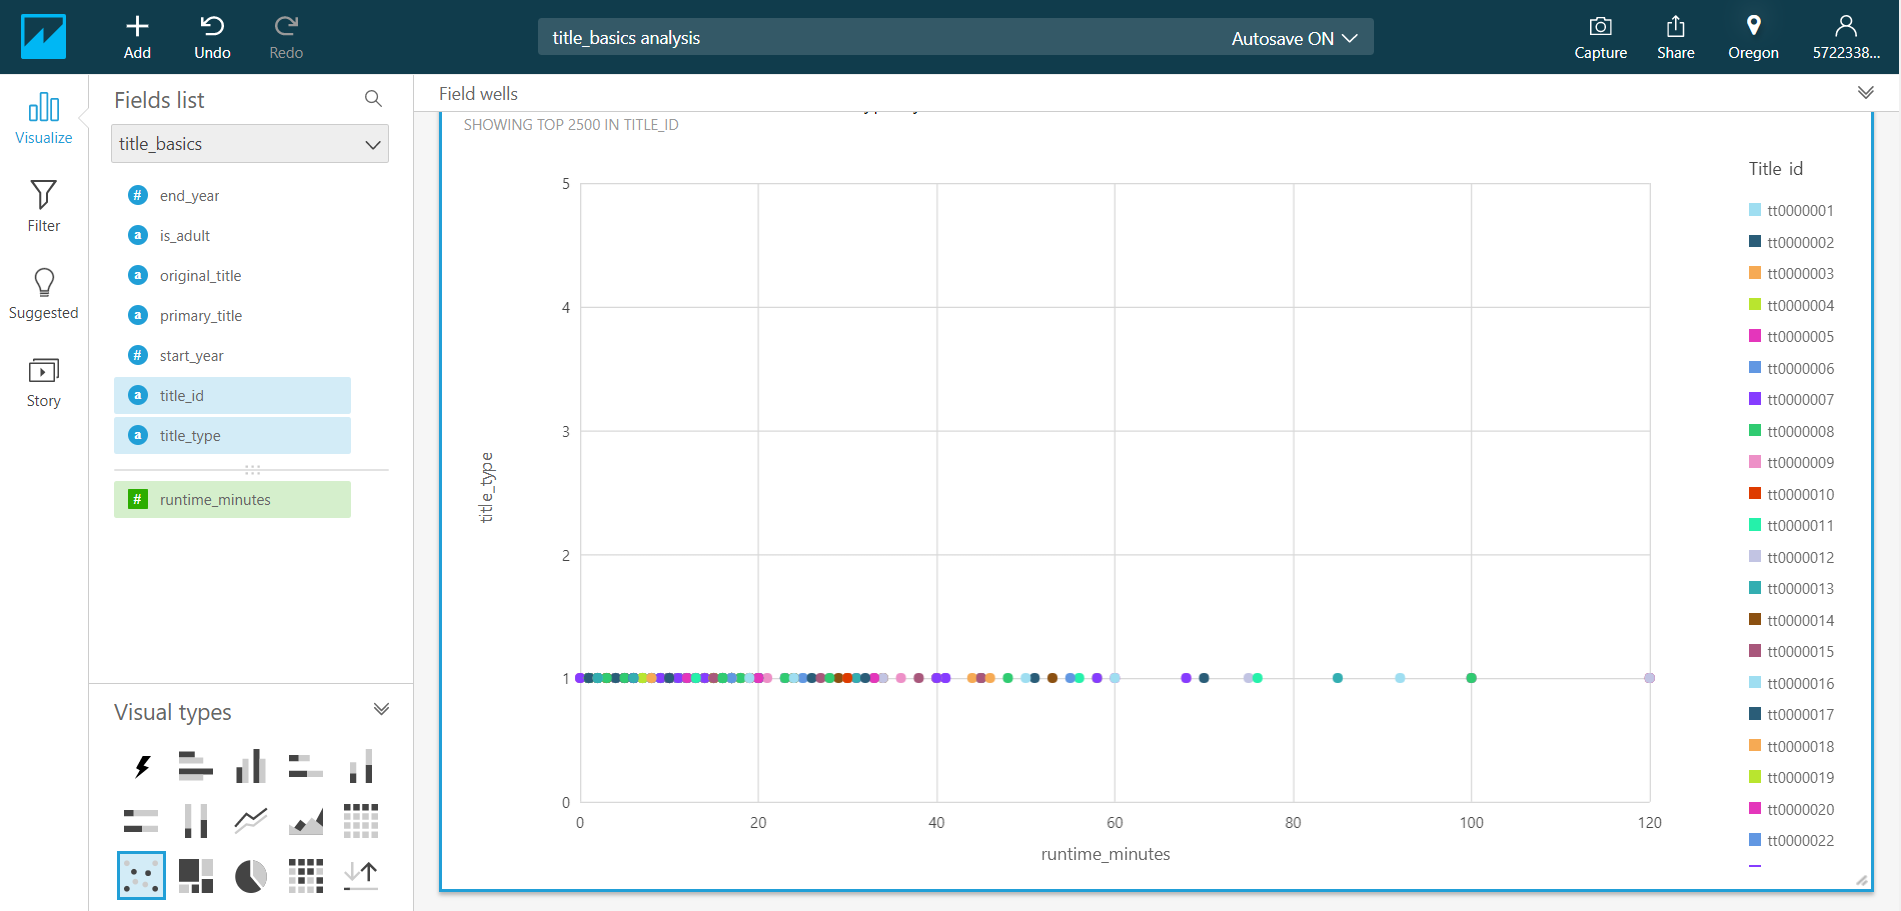 Add
Undo
Redo
title_basics analysis
Autosave ON
Capture
Share
Oregon
5722338...
Visualize
Filter
Suggested
Story
Fields list
title_basics
# end_year
a is_adult
a original_title
a primary_title
# start_year
a title_id
a title_type
# runtime_minutes
Visual types
Field wells
SHOWING TOP 2500 IN TITLE_ID
title_type
5
4
3
2
1
0
0 20 40 60 80 100 120
runtime_minutes
Title id
tt0000001
tt0000002
tt0000003
tt0000004
tt0000005
tt0000006
tt0000007
tt0000008
tt0000009
tt0000010
tt0000011
tt0000012
tt0000013
tt0000014
tt0000015
tt0000016
tt0000017
tt0000018
tt0000019
tt0000020
tt0000022